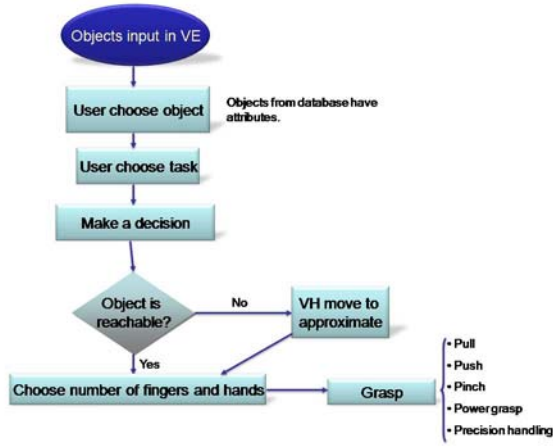 Objects input in VE
User choose object
Objects from database have
attributes.
User choose task
Make a decision
Object is
reachable?
No
VH move to
approximate
Yes
Choose number of fingers and hands
Grasp
• Pull
• Push
• Pinch
• Power grasp
• Precision handling